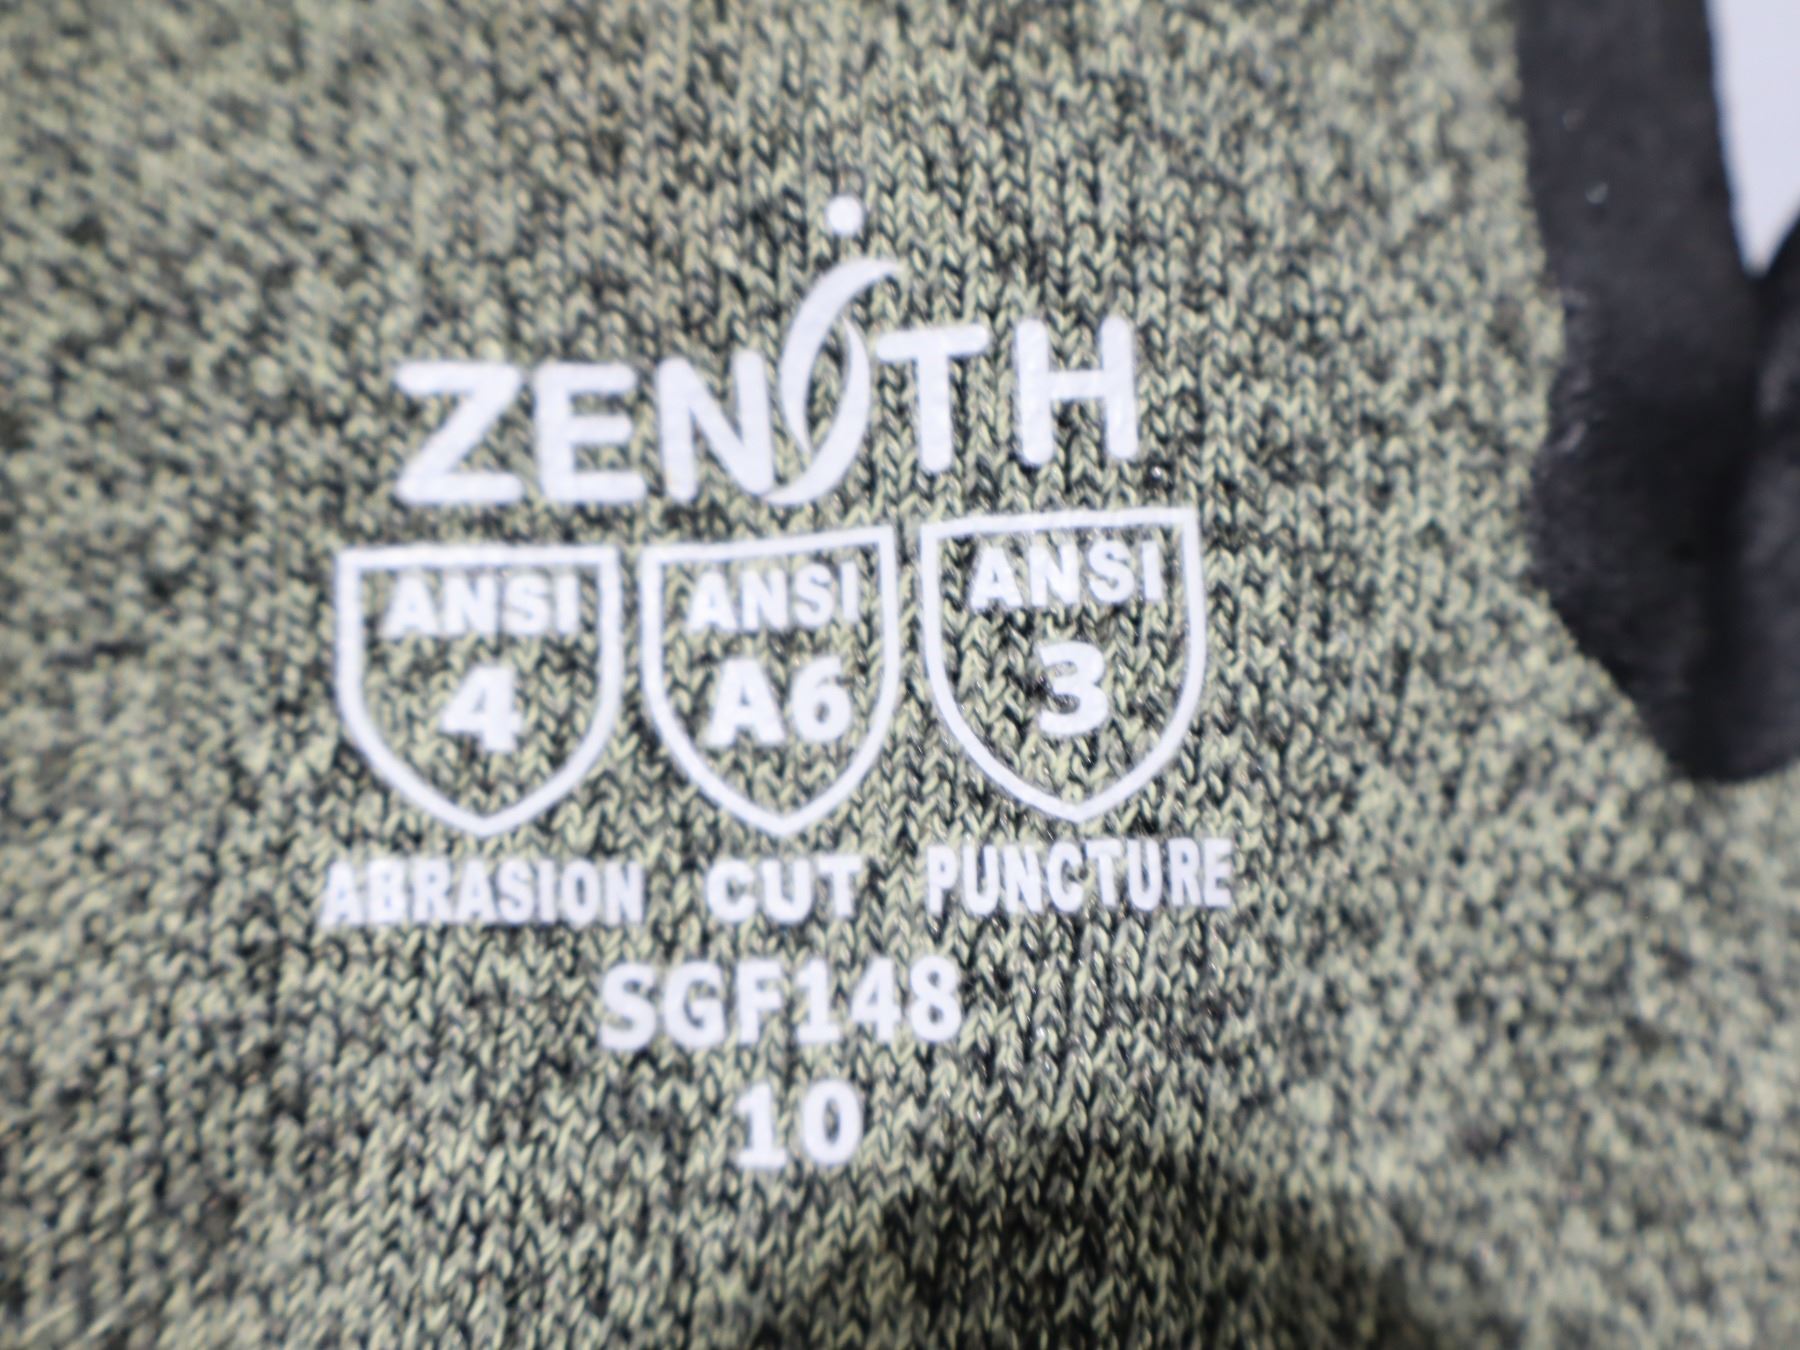 ZENITH
ANSI ANSI ANSI
4 A6 3
ABRASION CUT PUNCTURE
SGF148
10